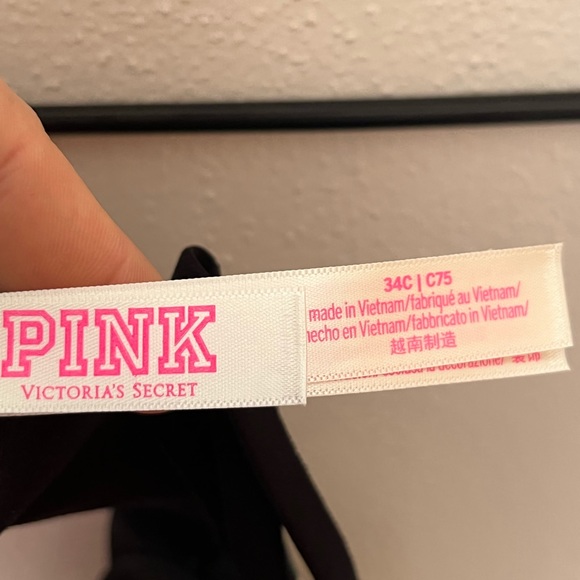 PINK
VICTORIA'S SECRET
34C | C75
made in Vietnam/fabriqué au Vietnam/
hecho en Vietnam/fabbricato in Vietnam/
越南制造
decorazione/